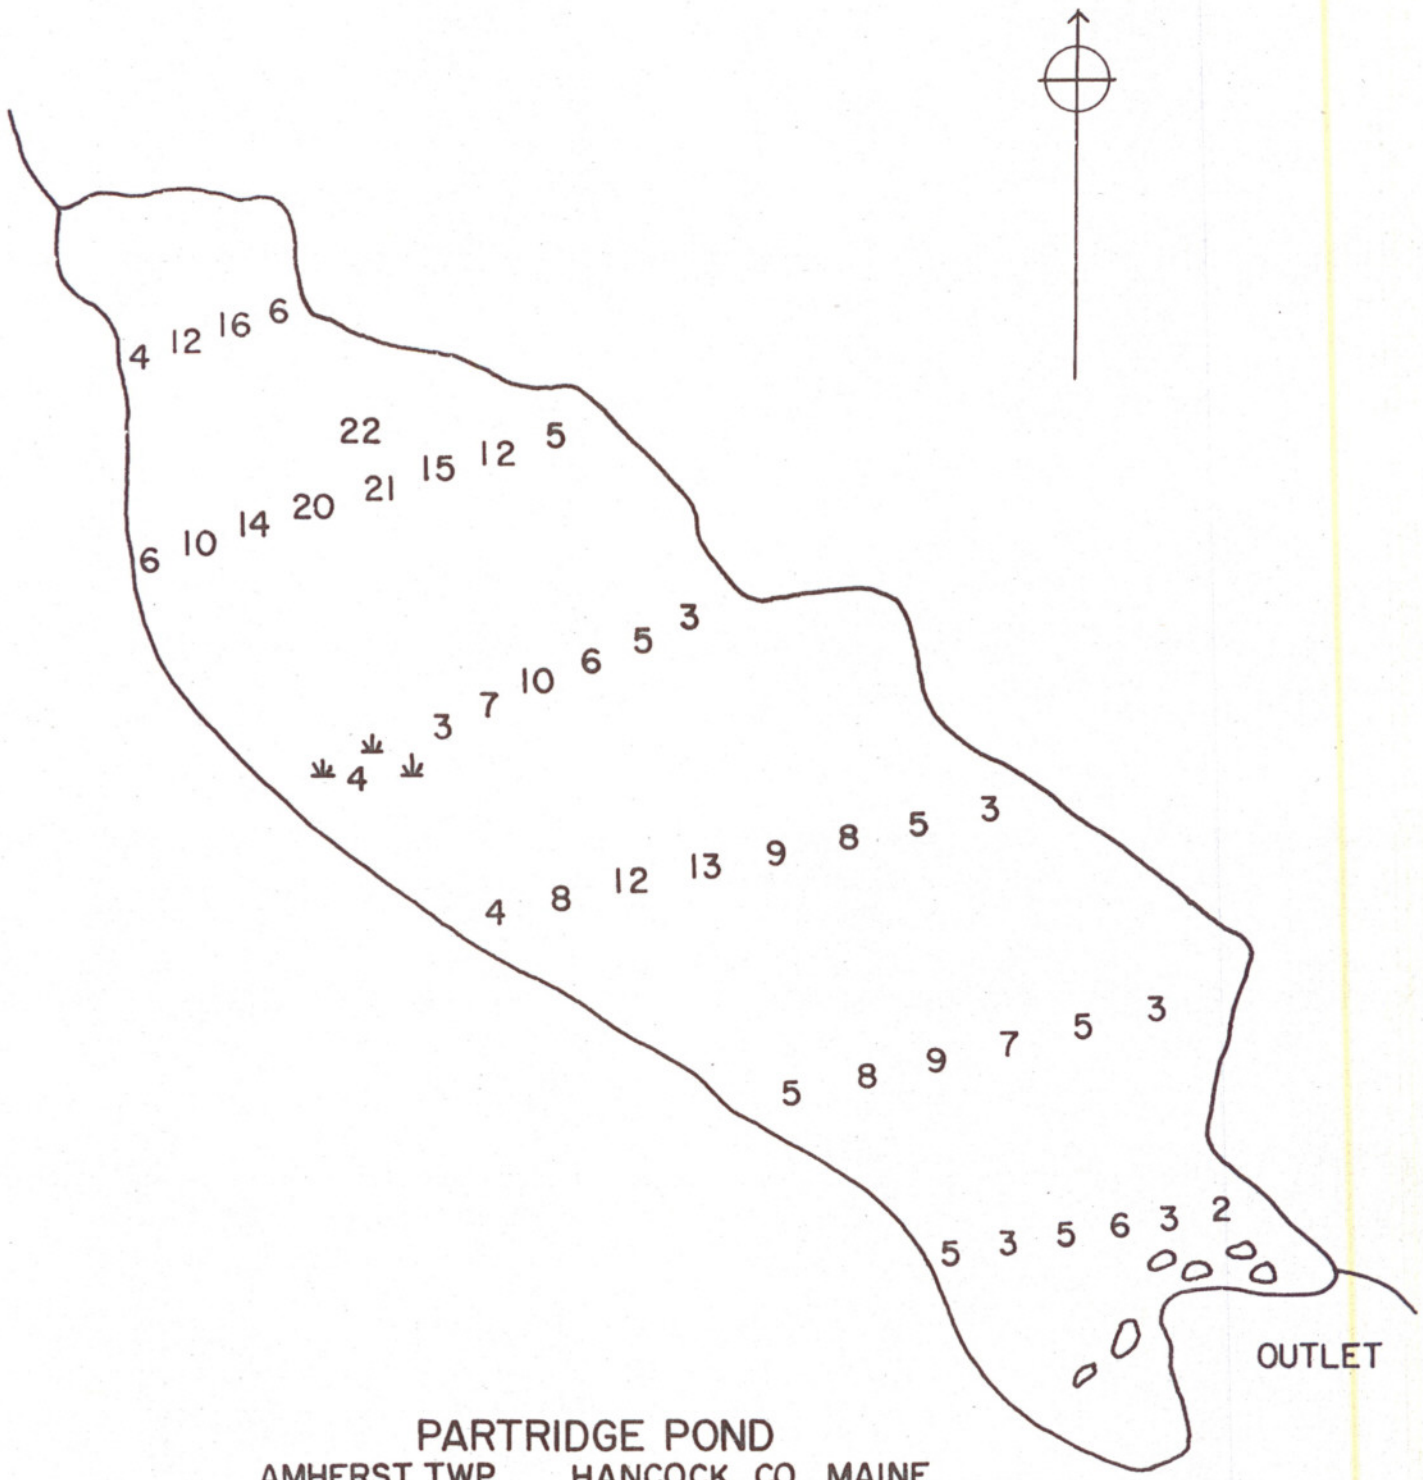 4 12 16 6
22
6 10 14 20 21 15 12 5
4 3 7 10 6 5 3
4 8 12 13 9 8 5 3
5 8 9 7 5 3
5 3 5 6 3 2
OUTLET
PARTRIDGE POND
AMHERST TWP. HANCOCK CO. MAINE